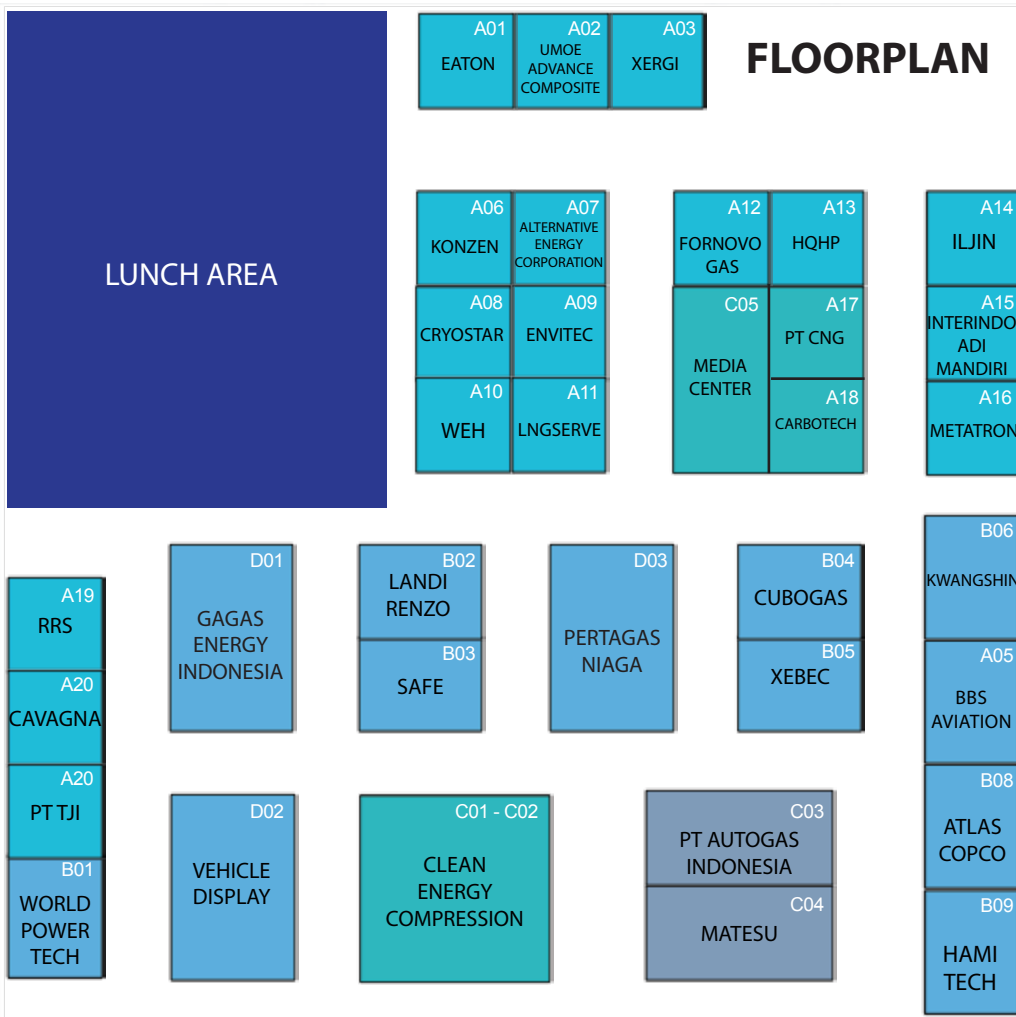 FLOORPLAN
A01
EATON
A02
UMOE
ADVANCE
COMPOSITE
A03
XERGI
LUNCH AREA
A06
KONZEN
A07
ALTERNATIVE
ENERGY
CORPORATION
A08
CRYOSTAR
A09
ENVITEC
A10
WEH
A11
LNGSERVE
A12
FORNOVO
GAS
A13
HQHP
C05
MEDIA
CENTER
A17
PT CNG
A18
CARBOTECH
A14
ILJIN
A15
INTERINDO
ADI
MANDIRI
A16
METATRON
A19
RRS
A20
CAVAGNA
A20
PT TJI
B01
WORLD
POWER
TECH
D01
GAGAS
ENERGY
INDONESIA
B02
LANDI
RENZO
B03
SAFE
D03
PERTAGAS
NIAGA
B04
CUBOGAS
B05
XEBEC
B06
KWANGSHIN
A05
BBS
AVIATION
B08
ATLAS
COPCO
B09
HAMI
TECH
D02
VEHICLE
DISPLAY
C01 - C02
CLEAN
ENERGY
COMPRESSION
C03
PT AUTOGAS
INDONESIA
C04
MATESU